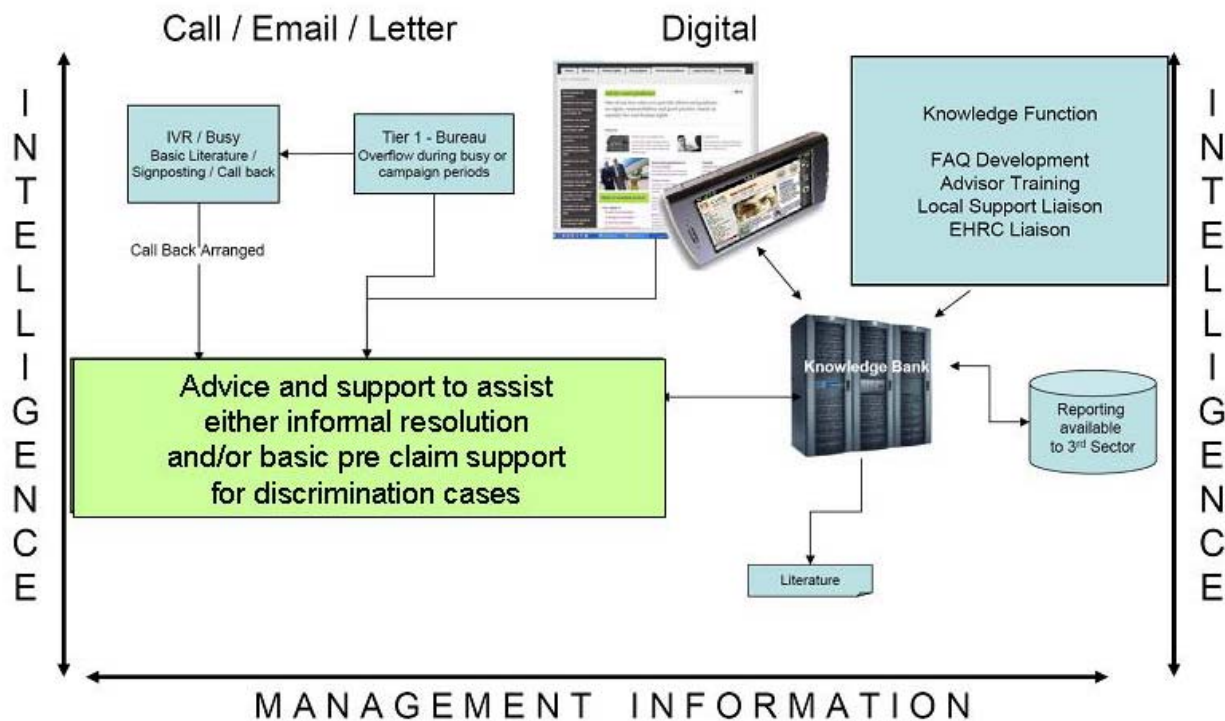 Call / Email / Letter
Digital
INTELLIGENCE
IVR / Busy
Basic Literature /
Signposting / Call back
Tier 1 - Bureau
Overflow during busy or
campaign periods
Call Back Arranged
Knowledge Function
FAQ Development
Advisor Training
Local Support Liaison
EHRC Liaison
INTELLIGENCE
Advice and support to assist
either informal resolution
and/or basic pre claim support
for discrimination cases
Knowledge Bank
Reporting
available
to 3rd Sector
Literature
MANAGEMENT INFORMATION